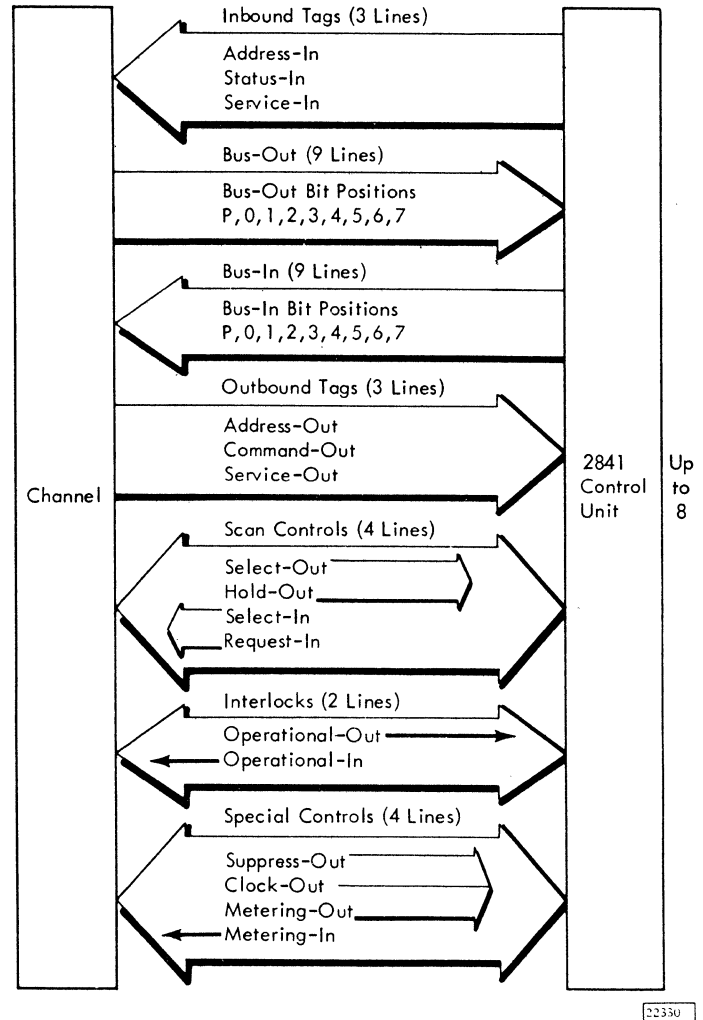 Inbound Tags (3 Lines)
Address-In
Status-In
Service-In
Bus-Out (9 Lines)
Bus-Out Bit Positions
P,0,1,2,3,4,5,6,7
Bus-In (9 Lines)
Bus-In Bit Positions
P,0,1,2,3,4,5,6,7
Outbound Tags (3 Lines)
Address-Out
Command-Out
Service-Out
Channel
2841
Control
Unit
Up
to
8
Scan Controls (4 Lines)
Select-Out
Hold-Out
Select-In
Request-In
Interlocks (2 Lines)
Operational-Out
Operational-In
Special Controls (4 Lines)
Suppress-Out
Clock-Out
Metering-Out
Metering-In
22330